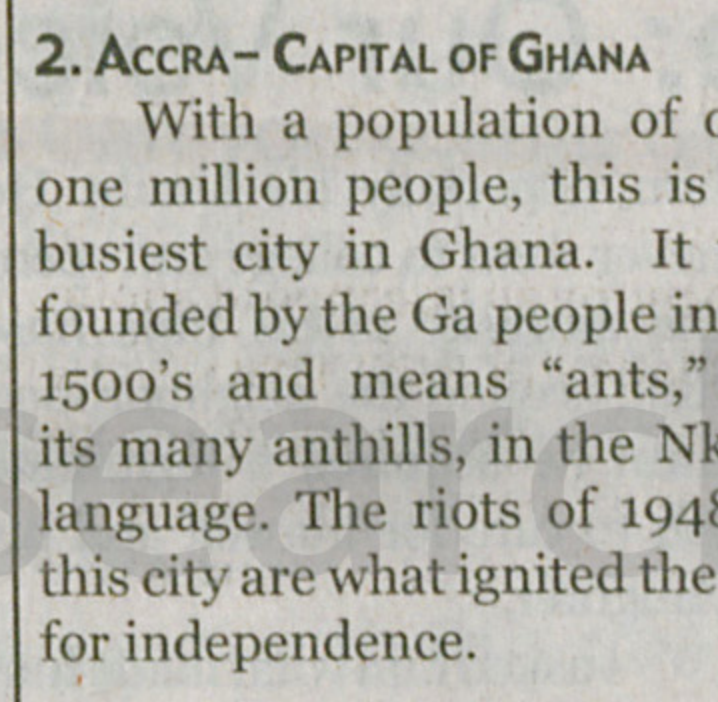 2. ACCRA– CAPITAL OF GHANA
With a population of
one million people, this is
busiest city in Ghana. It
founded by the Ga people in
1500's and means “ants,”
its many anthills, in the
language. The riots of
this city are what ignited the
for independence.
search